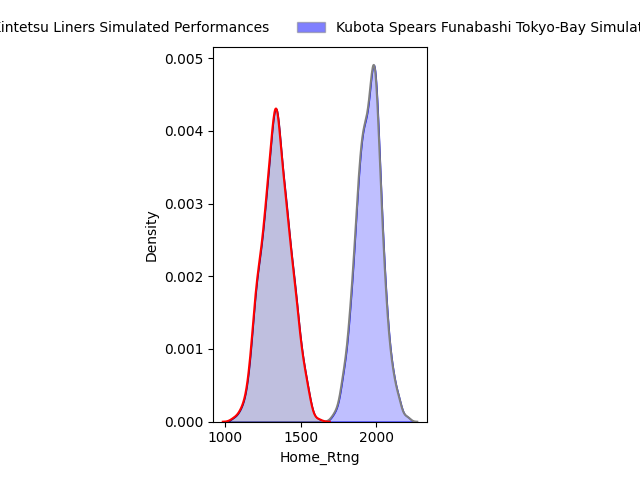 intetsu Liners Simulated Performances
Kubota Spears Funabashi Tokyo-Bay Simulat
0.005
0.004
0.003
0.002
0.001
0.000
Density
1000 1500 2000
Home_Rtng